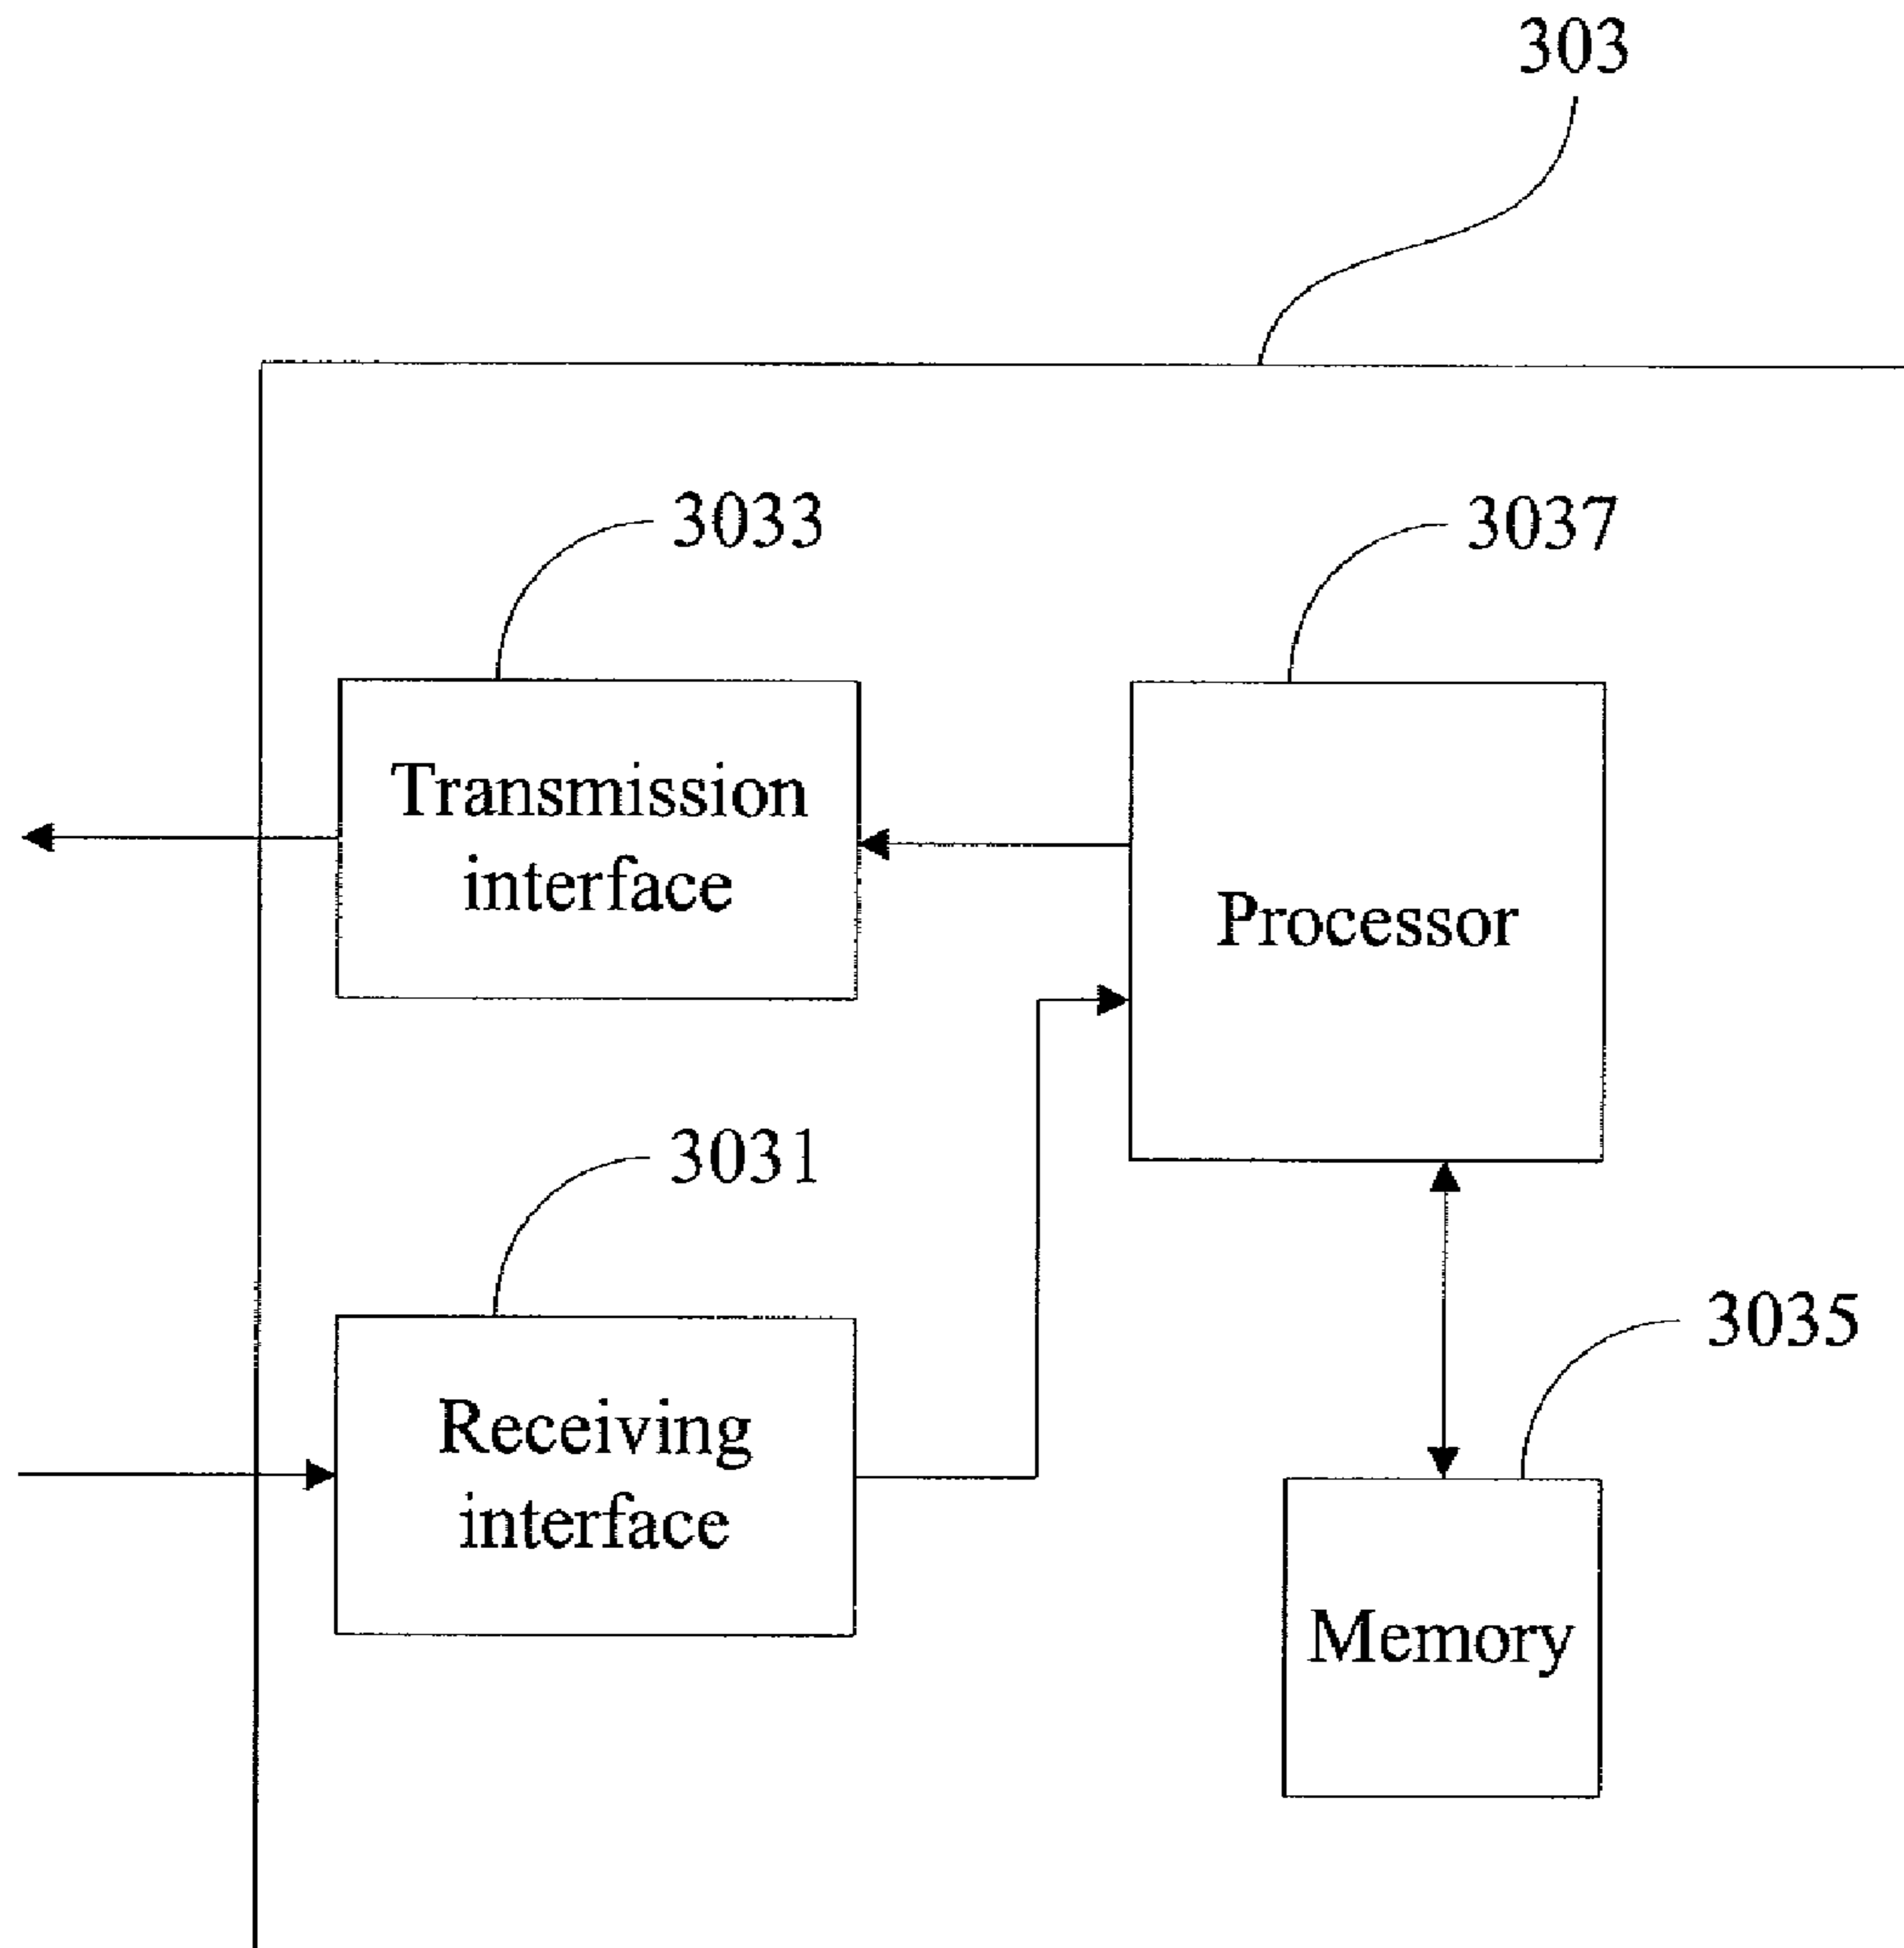 303
3033
3037
Transmission
interface
Processor
3031
3035
Receiving
interface
Memory